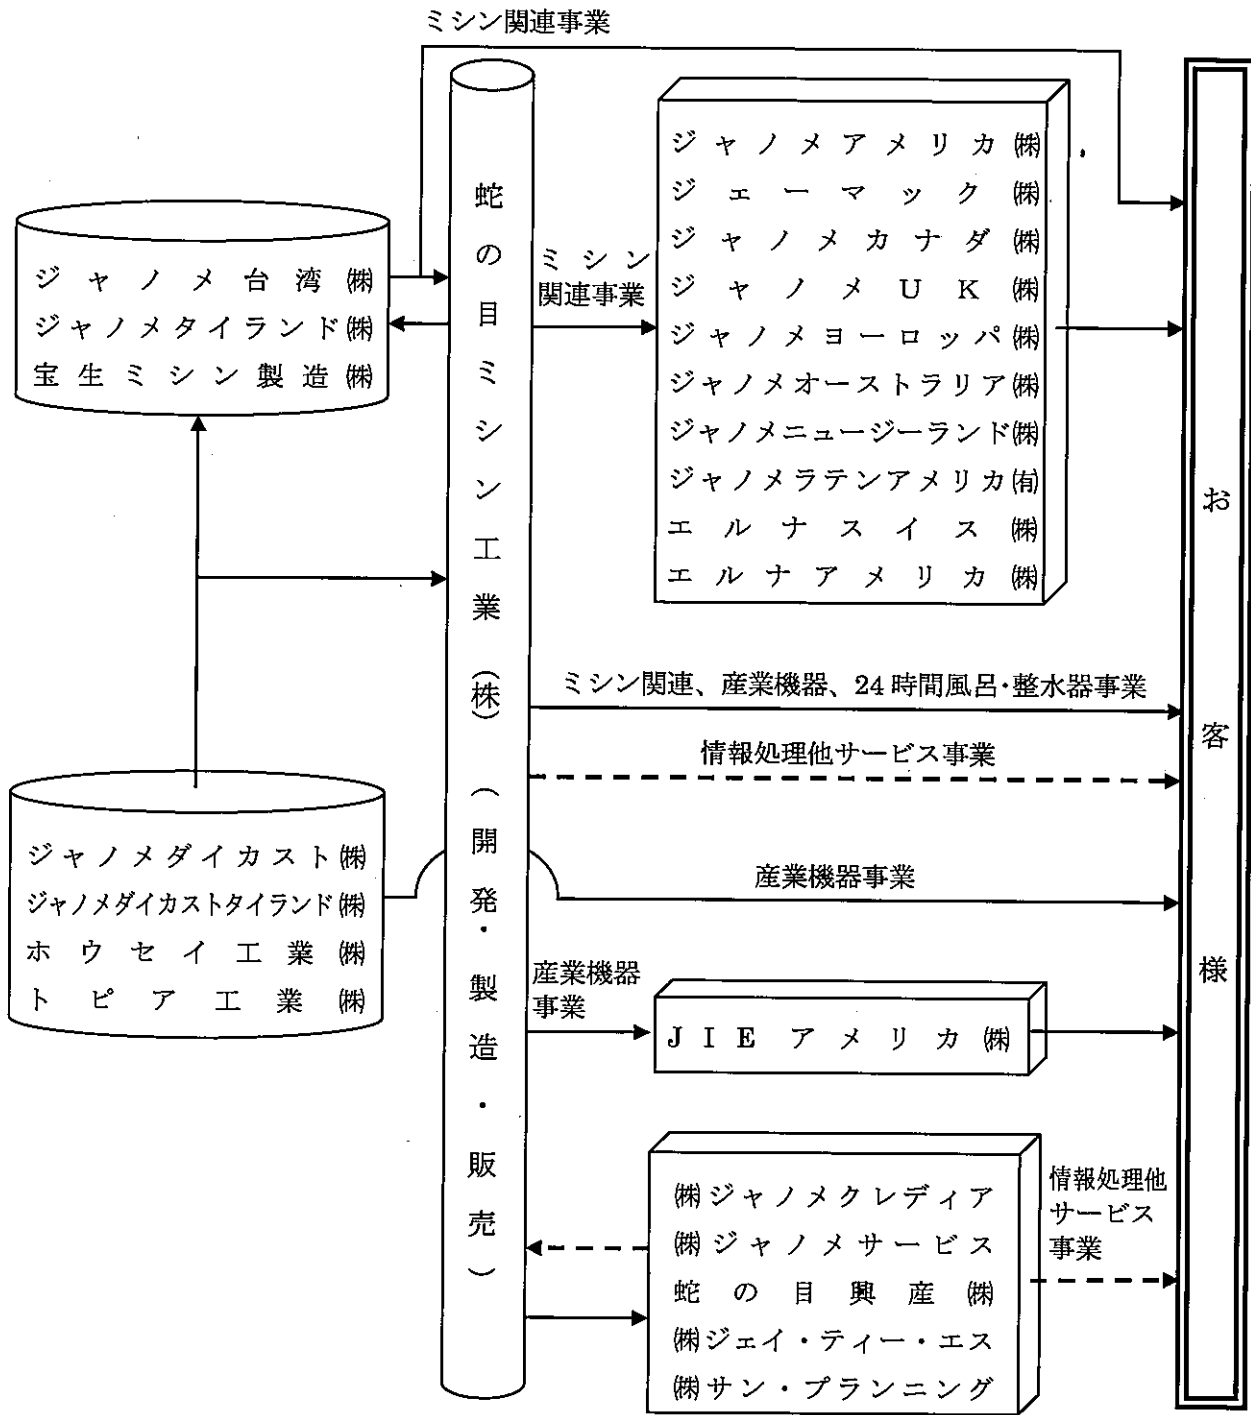 ミシン関連事業
ジャノメ台湾㈱
ジャノメタイランド㈱
宝生ミシン製造㈱
ジャノメダイカスト㈱
ジャノメダイカストタイランド㈱
ホウセイ工業㈱
トピア工業㈱
蛇の目ミシン工業(株)(開発・製造・販売)
ミシン
関連事業
ジャノメアメリカ㈱
ジェーマック㈱
ジャノメカナダ㈱
ジャノメUK㈱
ジャノメヨーロッパ㈱
ジャノメオーストラリア㈱
ジャノメニュージーランド㈱
ジャノメラテンアメリカ㈲
エルナスイス㈱
エルナアメリカ㈱
ミシン関連、産業機器、24時間風呂・整水器事業
情報処理他サービス事業
産業機器事業
産業機器
事業
JIEアメリカ㈱
㈱ジャノメクレディア
㈱ジャノメサービス
蛇の目興産㈱
㈱ジェイ・ティー・エス
㈱サン・プランニング
情報処理他
サービス
事業
お客様